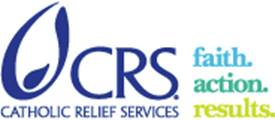 CRS.
CATHOLIC RELIEF SERVICES
faith.
action.
results.